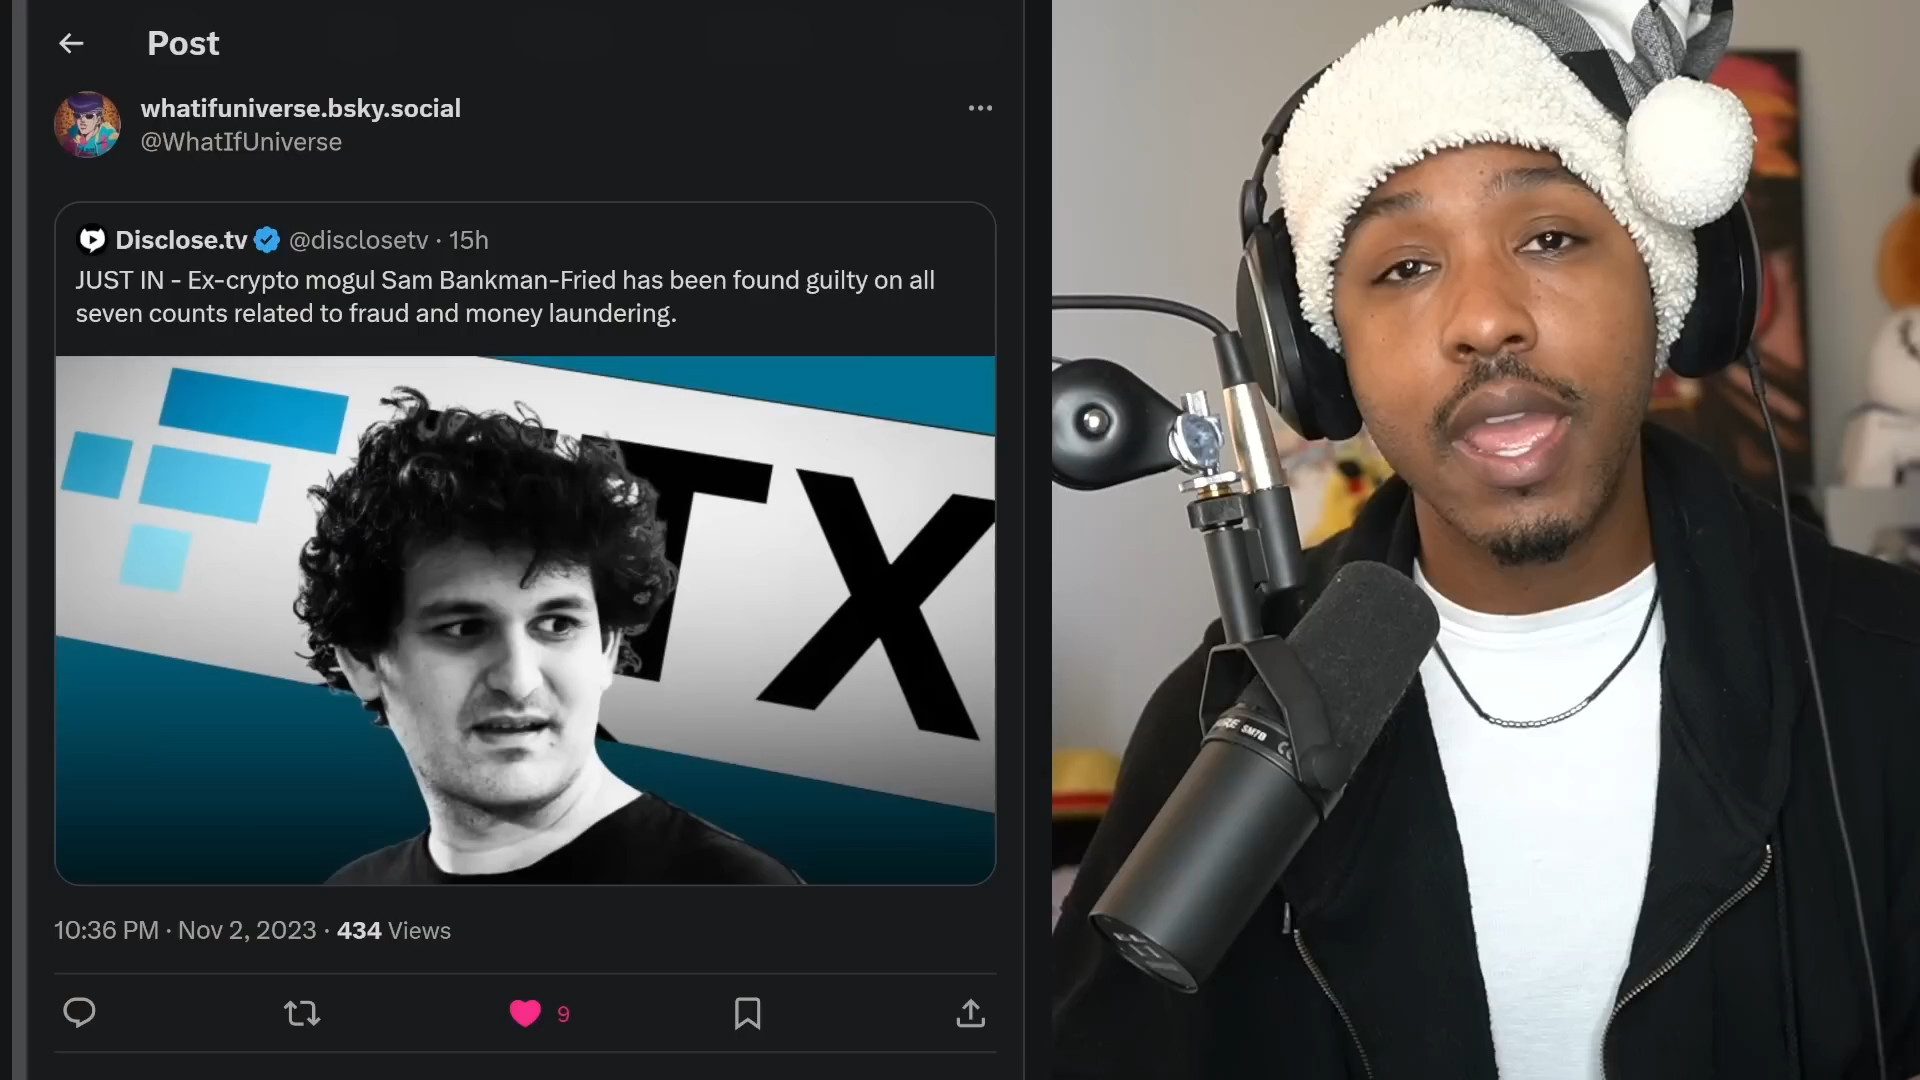 Post
whatifuniverse.bsky.social
@WhatIfUniverse
Disclose.tv @disclosetv · 15h
JUST IN - Ex-crypto mogul Sam Bankman-Fried has been found guilty on all
seven counts related to fraud and money laundering.
TX
10:36 PM · Nov 2, 2023 · 434 Views
9
SM7B